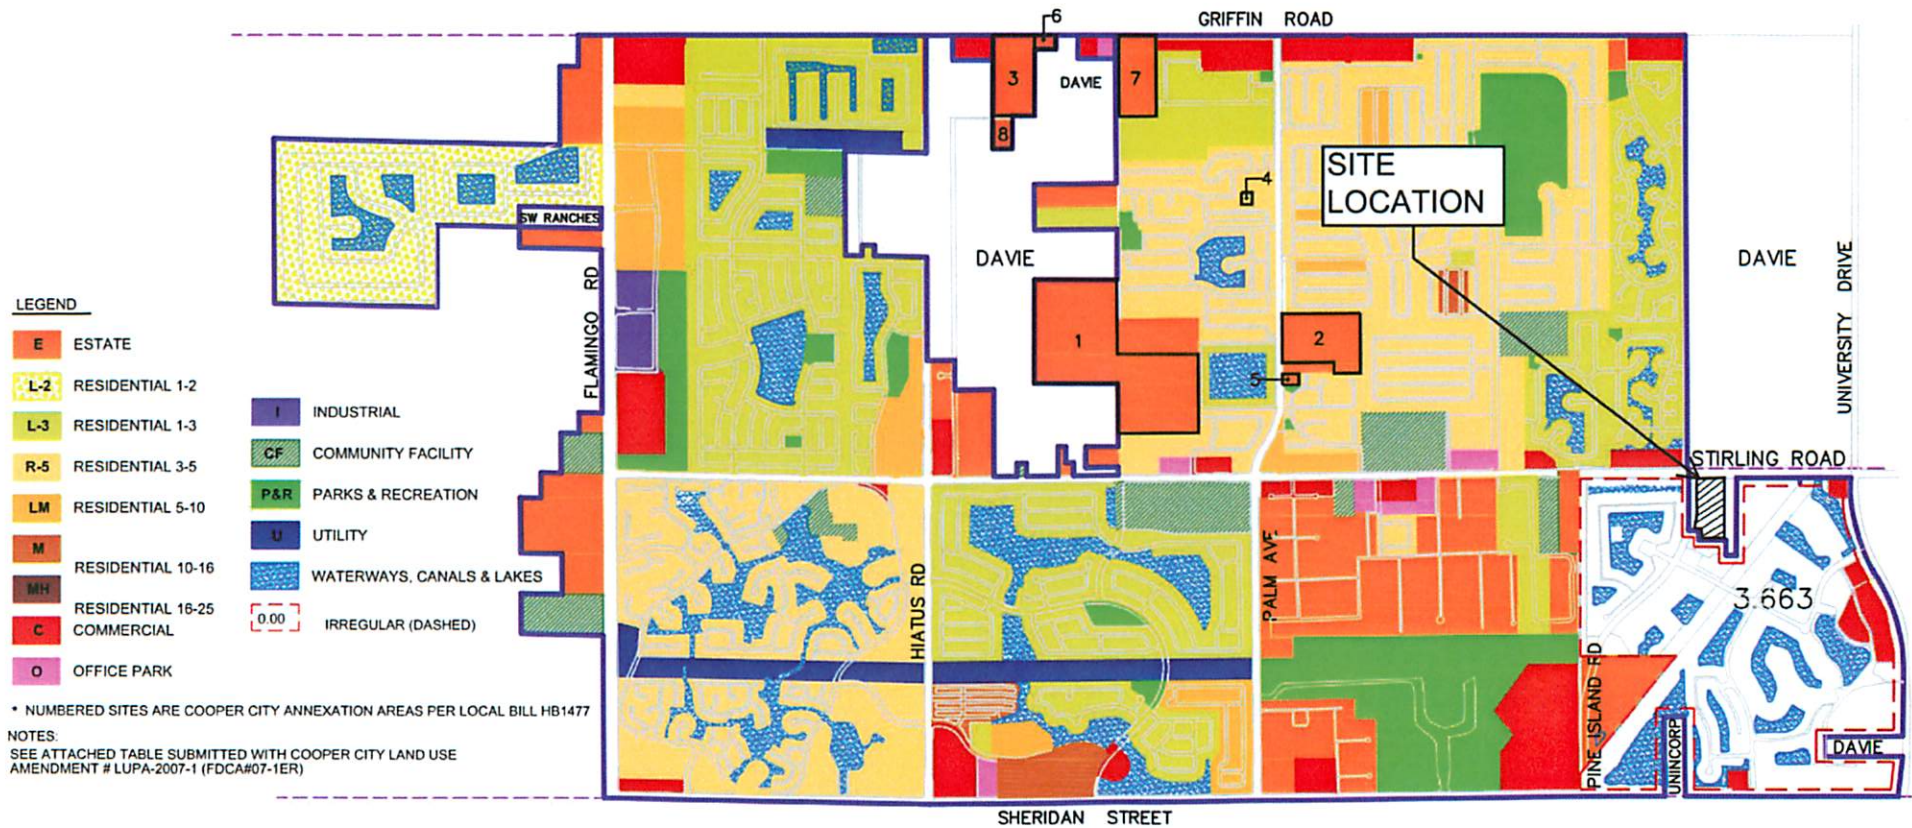 GRIFFIN ROAD
6
3
DAVIE
7
8
SITE
LOCATION
4
SW RANCHES
DAVIE
DAVIE
FLAMINGO RD
UNIVERSITY DRIVE
1
2
5
STIRLING ROAD
HIATUS RD
PALM AVE
PINE ISLAND RD
3.663
UNINCORP
DAVIE
SHERIDAN STREET
LEGEND
E ESTATE
L-2 RESIDENTIAL 1-2
L-3 RESIDENTIAL 1-3
R-5 RESIDENTIAL 3-5
LM RESIDENTIAL 5-10
M
RESIDENTIAL 10-16
MH
RESIDENTIAL 16-25
C COMMERCIAL
O OFFICE PARK
I INDUSTRIAL
CF COMMUNITY FACILITY
P&R PARKS & RECREATION
U UTILITY
WATERWAYS, CANALS & LAKES
0.00 IRREGULAR (DASHED)
* NUMBERED SITES ARE COOPER CITY ANNEXATION AREAS PER LOCAL BILL HB1477
NOTES:
SEE ATTACHED TABLE SUBMITTED WITH COOPER CITY LAND USE
AMENDMENT # LUPA-2007-1 (FDCA#07-1ER)